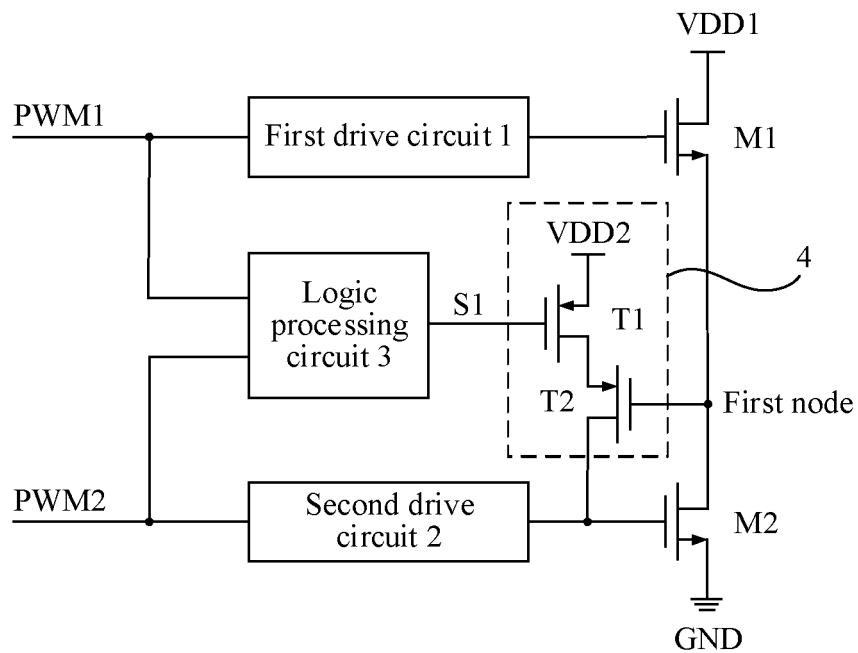 VDD1
PWM1
First drive circuit 1
M1
VDD2
4
Logic
processing
circuit 3
S1
T1
T2
First node
PWM2
Second drive
circuit 2
M2
GND